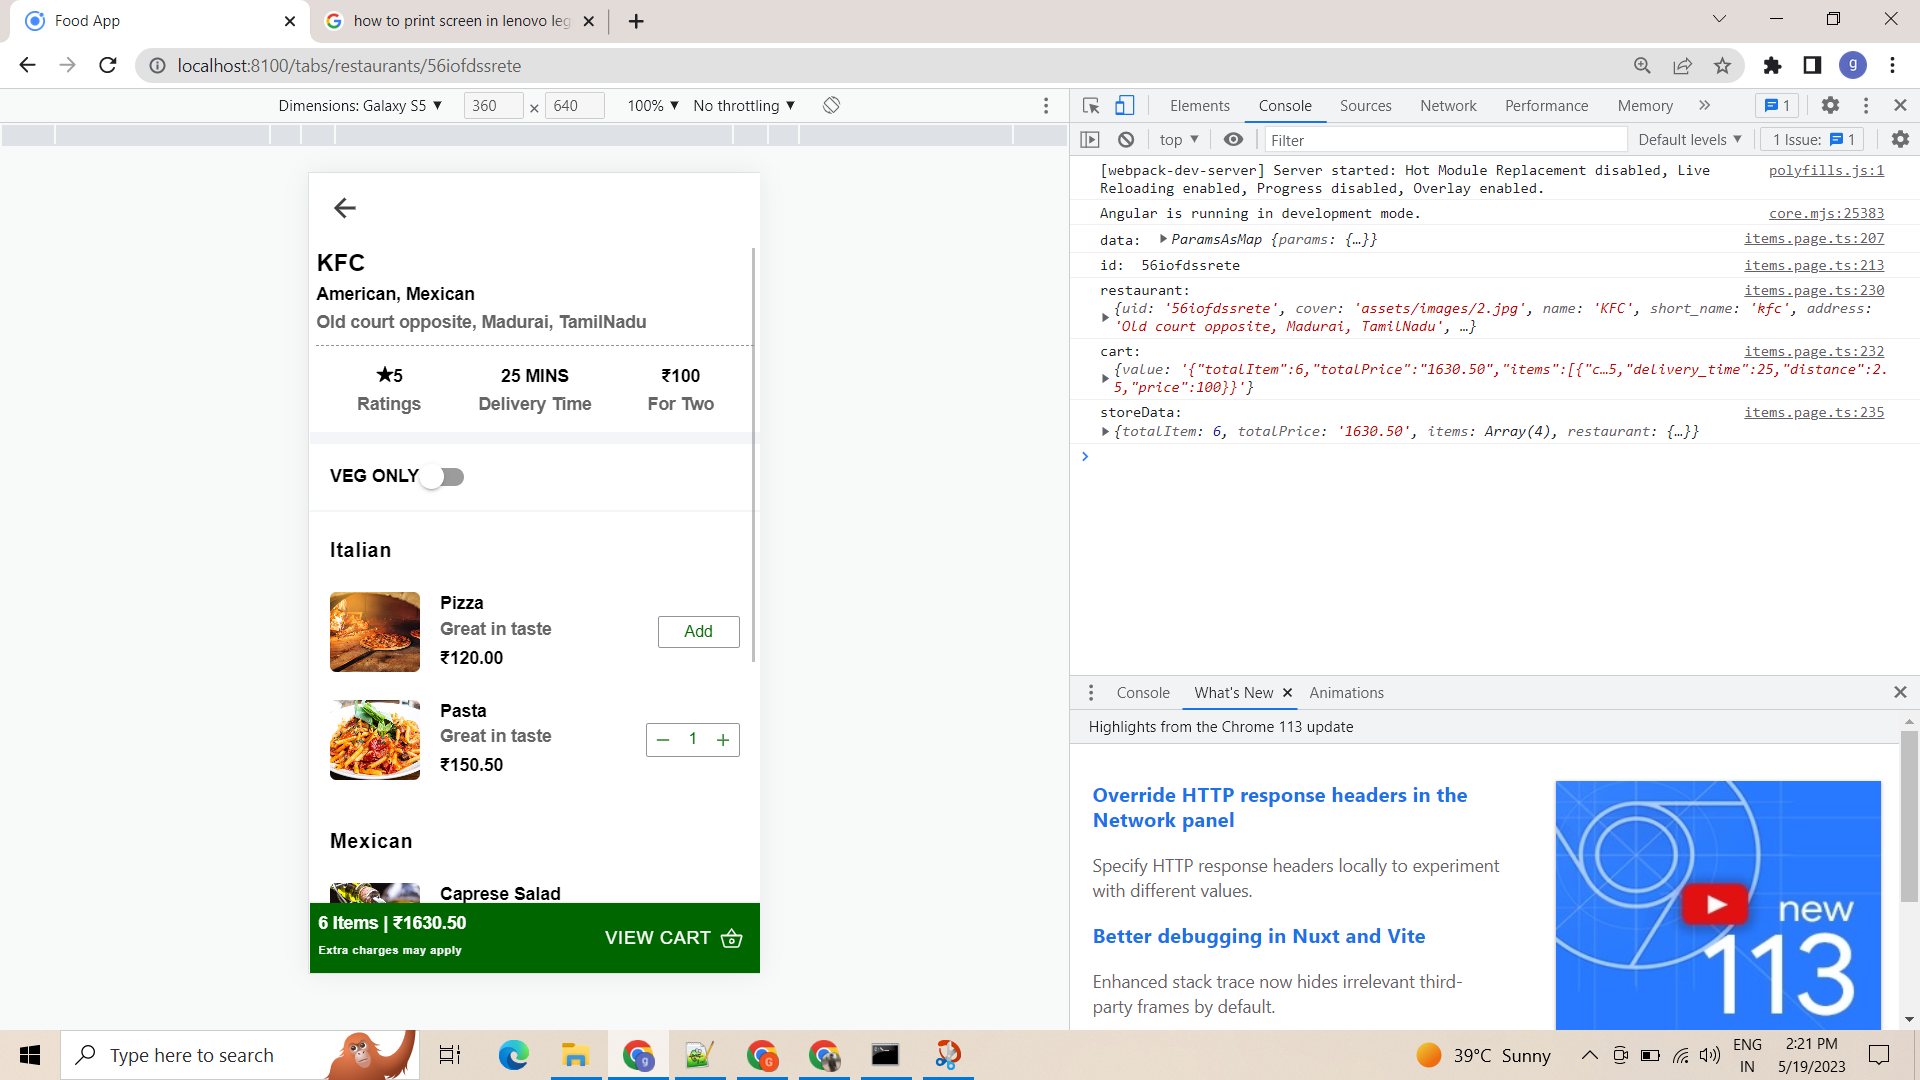 Food App
how to print screen in lenovo leg
localhost:8100/tabs/restaurants/56iofdssrete
g
Dimensions: Galaxy S5 ▼ 360 × 640 100% ▼ No throttling ▼
Elements Console Sources Network Performance Memory » 1
top ▼ Filter Default levels ▼ 1 Issue: 1
[webpack-dev-server] Server started: Hot Module Replacement disabled, Live polyfills.js:1
Reloading enabled, Progress disabled, Overlay enabled.
Angular is running in development mode. core.mjs:25383
data: ▶ ParamsAsMap {params: {…}} items.page.ts:207
id: 56iofdssrete items.page.ts:213
restaurant: items.page.ts:230
{uid: '56iofdssrete', cover: 'assets/images/2.jpg', name: 'KFC', short_name: 'kfc', address:
'Old court opposite, Madurai, TamilNadu', …}
cart: items.page.ts:232
{value: '{"totalItem":6,"totalPrice":"1630.50","items":[{"c…5,"delivery_time":25,"distance":2.
5,"price":100}}'}
storeData: items.page.ts:235
▶ {totalItem: 6, totalPrice: '1630.50', items: Array(4), restaurant: {…}}
KFC
American, Mexican
Old court opposite, Madurai, TamilNadu
★5 25 MINS ₹100
Ratings Delivery Time For Two
VEG ONLY
Italian
Pizza
Great in taste
₹120.00
Add
Pasta
Great in taste
₹150.50
— 1 +
Mexican
Caprese Salad
6 Items | ₹1630.50
Extra charges may apply
VIEW CART
Console What's New Animations
Highlights from the Chrome 113 update
Override HTTP response headers in the
Network panel
Specify HTTP response headers locally to experiment
with different values.
Better debugging in Nuxt and Vite
Enhanced stack trace now hides irrelevant third-
party frames by default.
new
113
Type here to search
g
G
39°C Sunny
ENG
IN
2:21 PM
5/19/2023